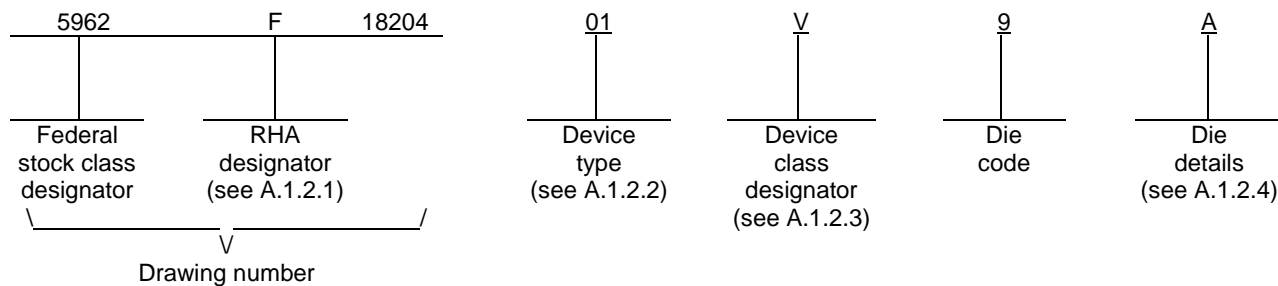 5962 F 18204 01 V 9 A
Federal stock class designator
RHA designator (see A.1.2.1)
Device type (see A.1.2.2)
Device class designator (see A.1.2.3)
Die code
Die details (see A.1.2.4)
\ /
\/
Drawing number